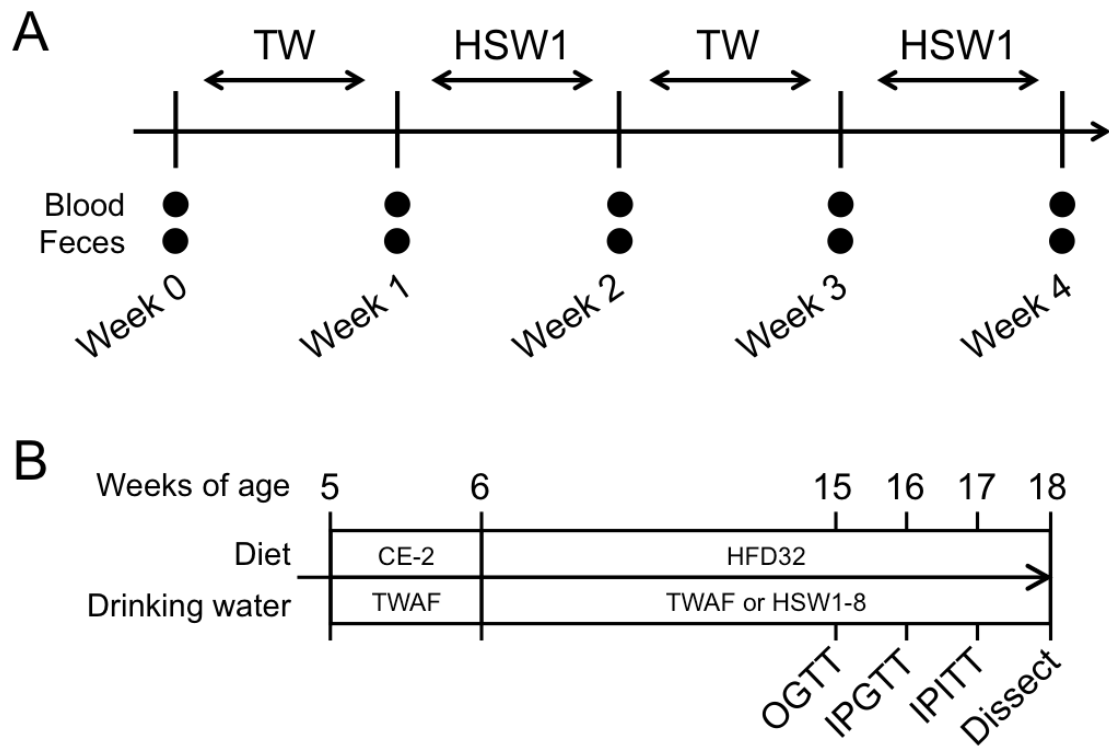 A
TW HSW1 TW HSW1
Blood
Feces
Week 0 Week 1 Week 2 Week 3 Week 4
B
Weeks of age 5 6 15 16 17 18
Diet CE-2 HFD32
Drinking water TWAF TWAF or HSW1-8
OGTT IPGTT IPITT Dissect